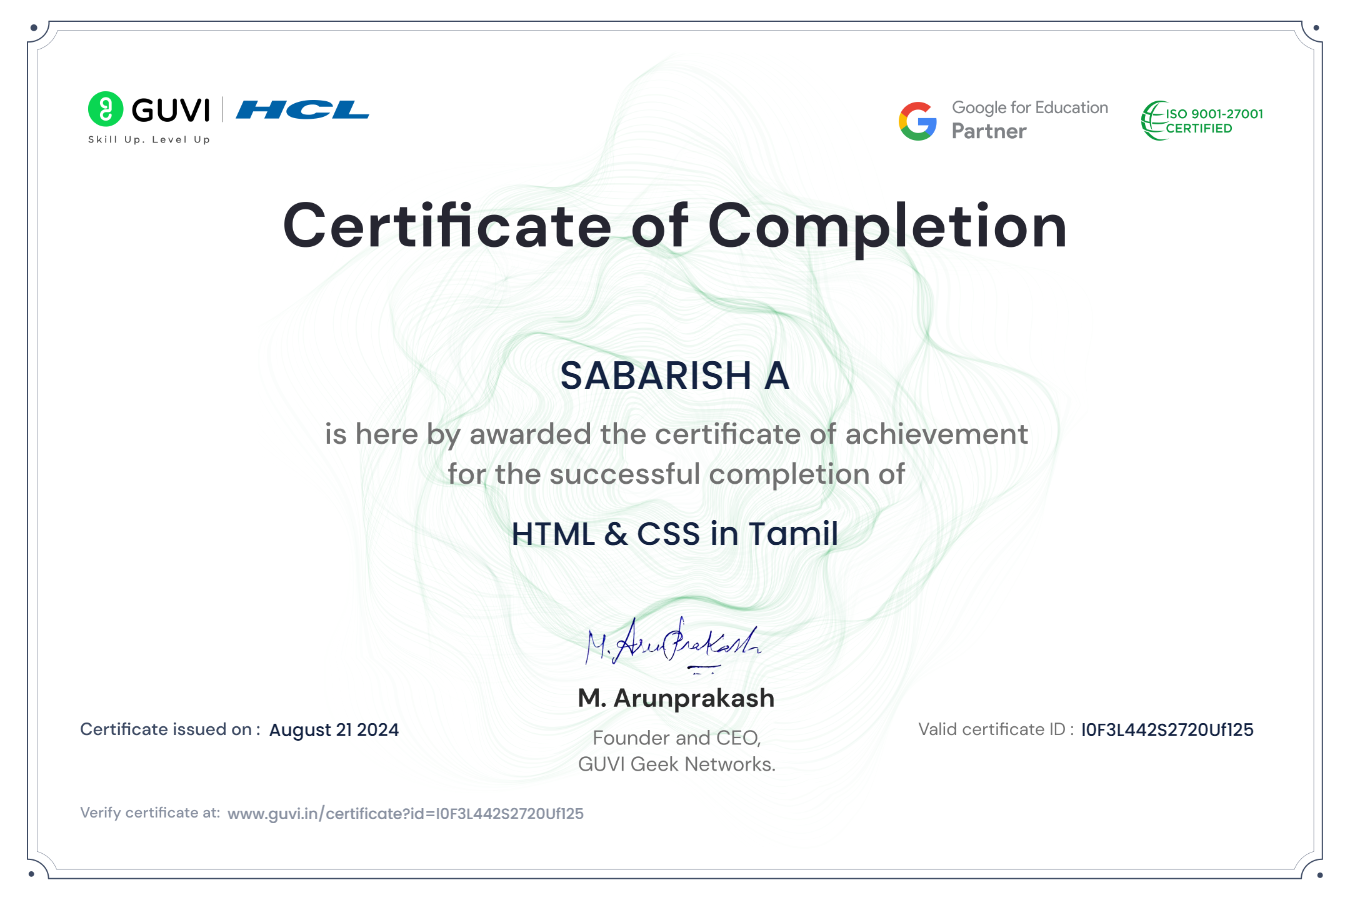 GUVI HCL
Skill Up. Level Up
Google for Education
Partner
ISO 9001-27001
CERTIFIED
Certificate of Completion
SABARISH A
is here by awarded the certificate of achievement
for the successful completion of
HTML & CSS in Tamil
M. Arunprakash
M. Arunprakash
Founder and CEO,
GUVI Geek Networks.
Certificate issued on : August 21 2024
Valid certificate ID : l0F3L442S2720Uf125
Verify certificate at: www.guvi.in/certificate?id=l0F3L442S2720Uf125